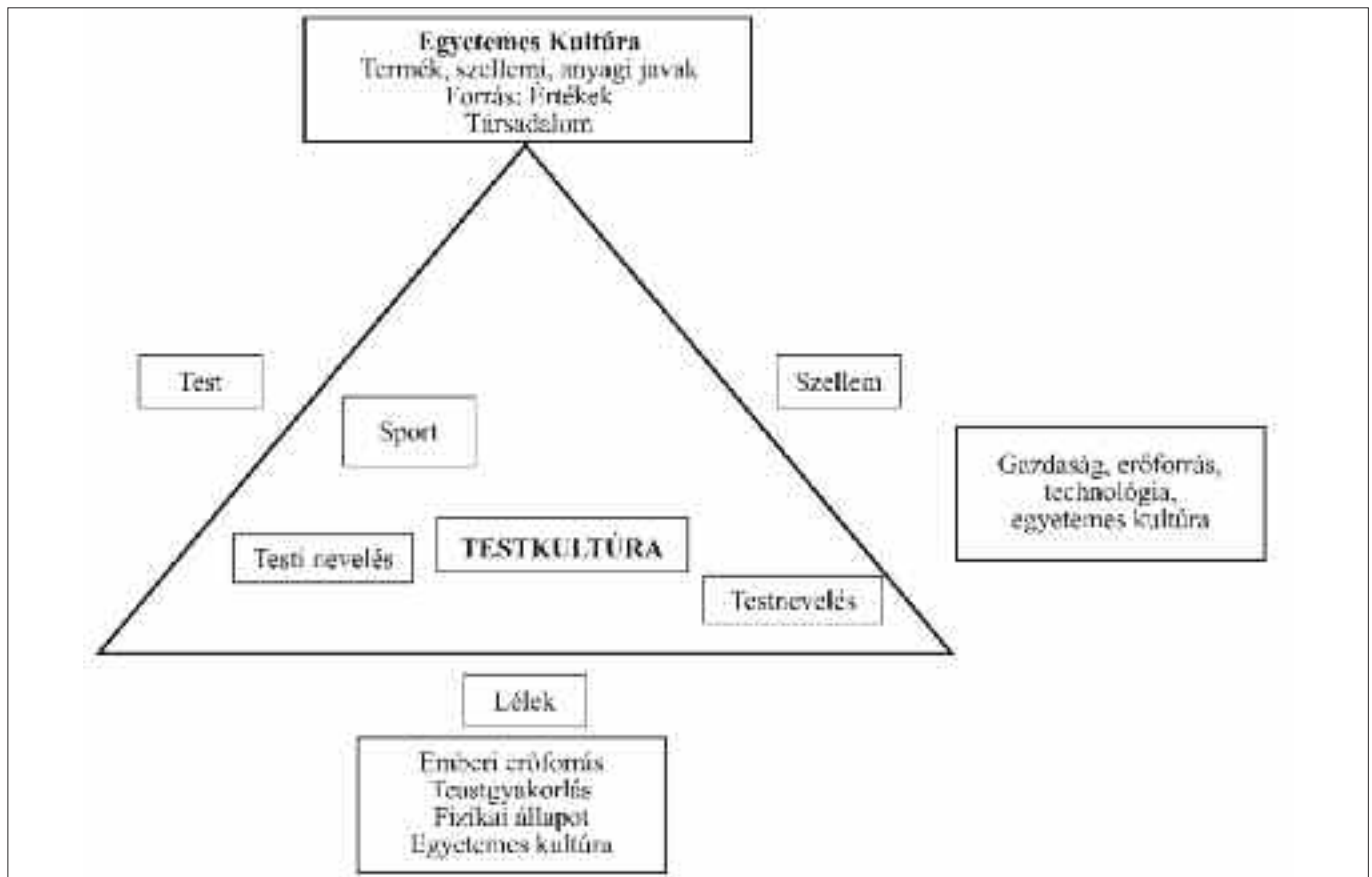 Egyetemes Kultúra
Termék, szellemi, anyagi javak
Forrás: Értékek
Társadalom
Test
Szellem
Sport
Gazdaság, erőforrás,
technológia,
egyetemes kultúra
Testi nevelés
TESTKULTÚRA
Testnevelés
Lélek
Emberi erőforrás
Teastgyakorlás
Fizikai állapot
Egyetemes kultúra